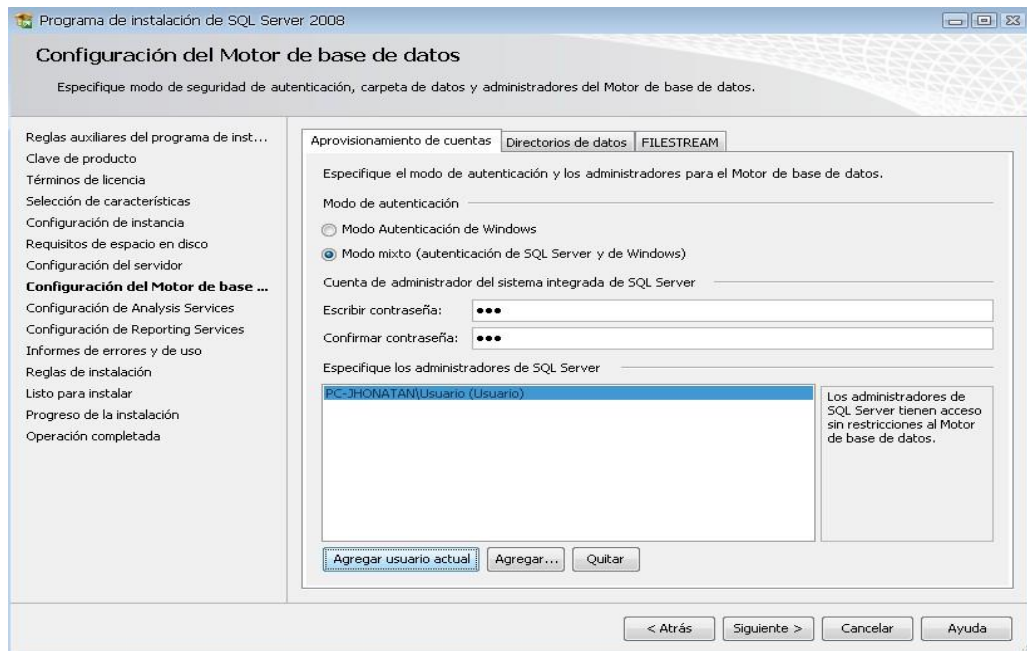 Programa de instalación de SQL Server 2008
Configuración del Motor de base de datos
Especifique modo de seguridad de autenticación, carpeta de datos y administradores del Motor de base de datos.
Reglas auxiliares del programa de inst...
Clave de producto
Términos de licencia
Selección de características
Configuración de instancia
Requisitos de espacio en disco
Configuración del servidor
Configuración del Motor de base ...
Configuración de Analysis Services
Configuración de Reporting Services
Informes de errores y de uso
Reglas de instalación
Listo para instalar
Progreso de la instalación
Operación completada
Aprovisionamiento de cuentas
Directorios de datos
FILESTREAM
Especifique el modo de autenticación y los administradores para el Motor de base de datos.
Modo de autenticación
Modo Autenticación de Windows
Modo mixto (autenticación de SQL Server y de Windows)
Cuenta de administrador del sistema integrada de SQL Server
Escribir contraseña: ●●●
Confirmar contraseña: ●●●
Especifique los administradores de SQL Server
PC-JHONATAN\Usuario (Usuario)
Los administradores de
SQL Server tienen acceso
sin restricciones al Motor
de base de datos.
Agregar usuario actual
Agregar...
Quitar
< Atrás
Siguiente >
Cancelar
Ayuda